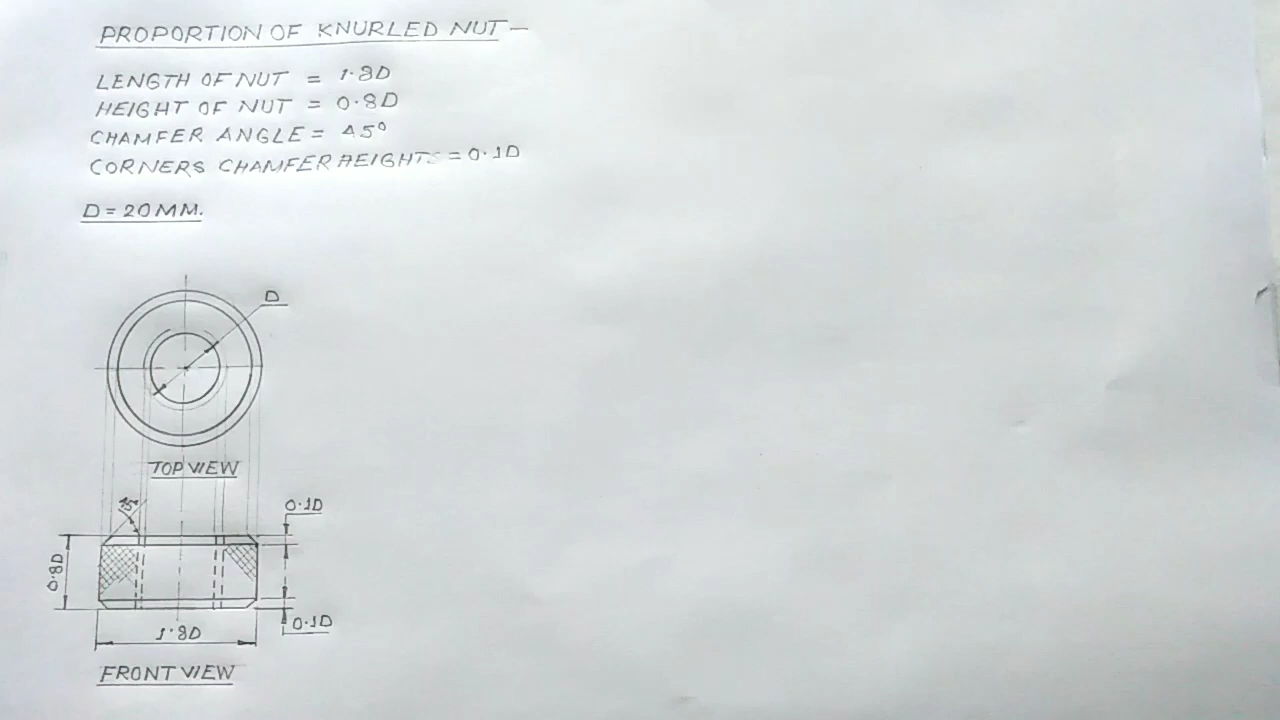 PROPORTION OF KNURLED NUT —
LENGTH OF NUT = 1.8D
HEIGHT OF NUT = 0.8D
CHAMFER ANGLE = 45°
CORNERS CHAMFER HEIGHTS = 0.1D
D = 20 MM.
D
TOP VIEW
45°
0.1D
0.8D
0.1D
1.8D
FRONT VIEW